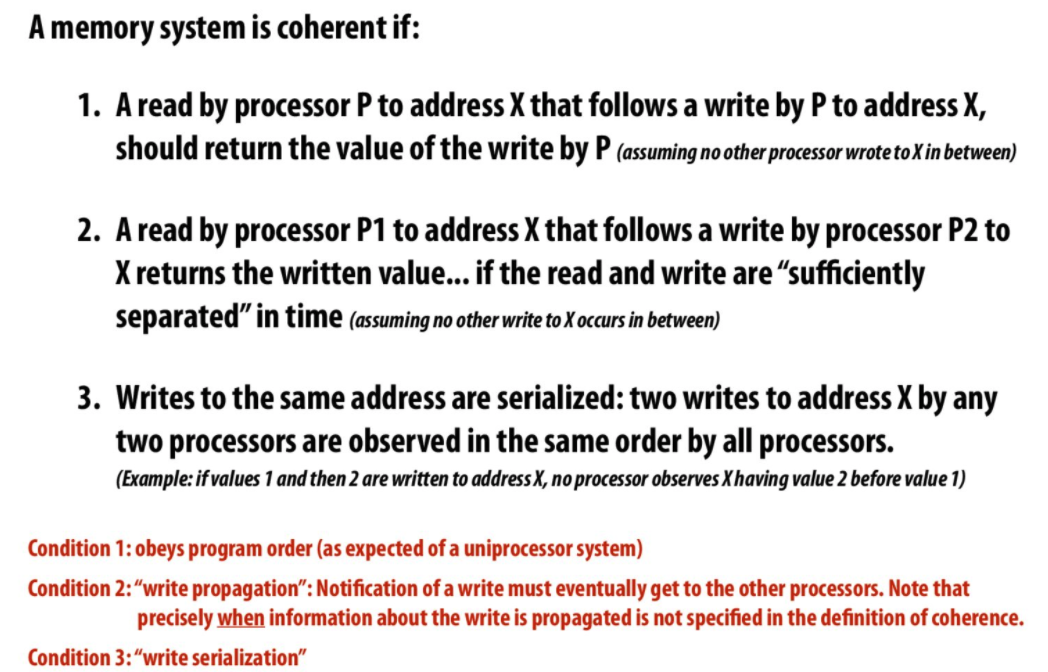 A memory system is coherent if:
1. A read by processor P to address X that follows a write by P to address X,
should return the value of the write by P (assuming no other processor wrote to X in between)
2. A read by processor P1 to address X that follows a write by processor P2 to
X returns the written value... if the read and write are “sufficiently
separated” in time (assuming no other write to X occurs in between)
3. Writes to the same address are serialized: two writes to address X by any
two processors are observed in the same order by all processors.
(Example: if values 1 and then 2 are written to address X, no processor observes X having value 2 before value 1)
Condition 1: obeys program order (as expected of a uniprocessor system)
Condition 2: “write propagation”: Notification of a write must eventually get to the other processors. Note that
precisely when information about the write is propagated is not specified in the definition of coherence.
Condition 3: “write serialization”